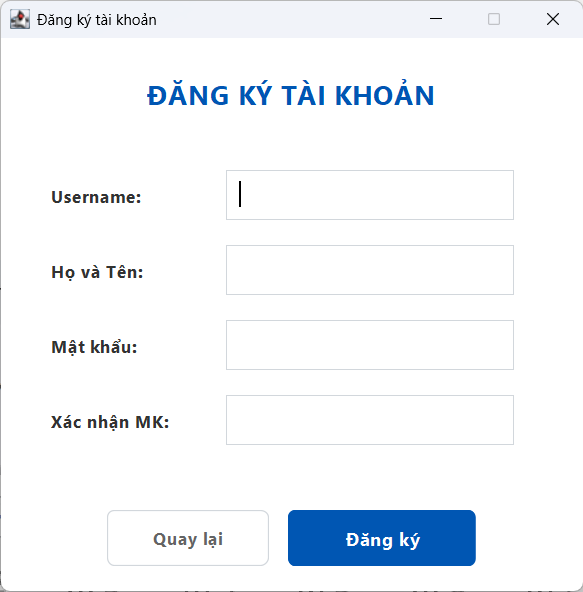 Đăng ký tài khoản
ĐĂNG KÝ TÀI KHOẢN
Username:
Họ và Tên:
Mật khẩu:
Xác nhận MK:
Quay lại
Đăng ký